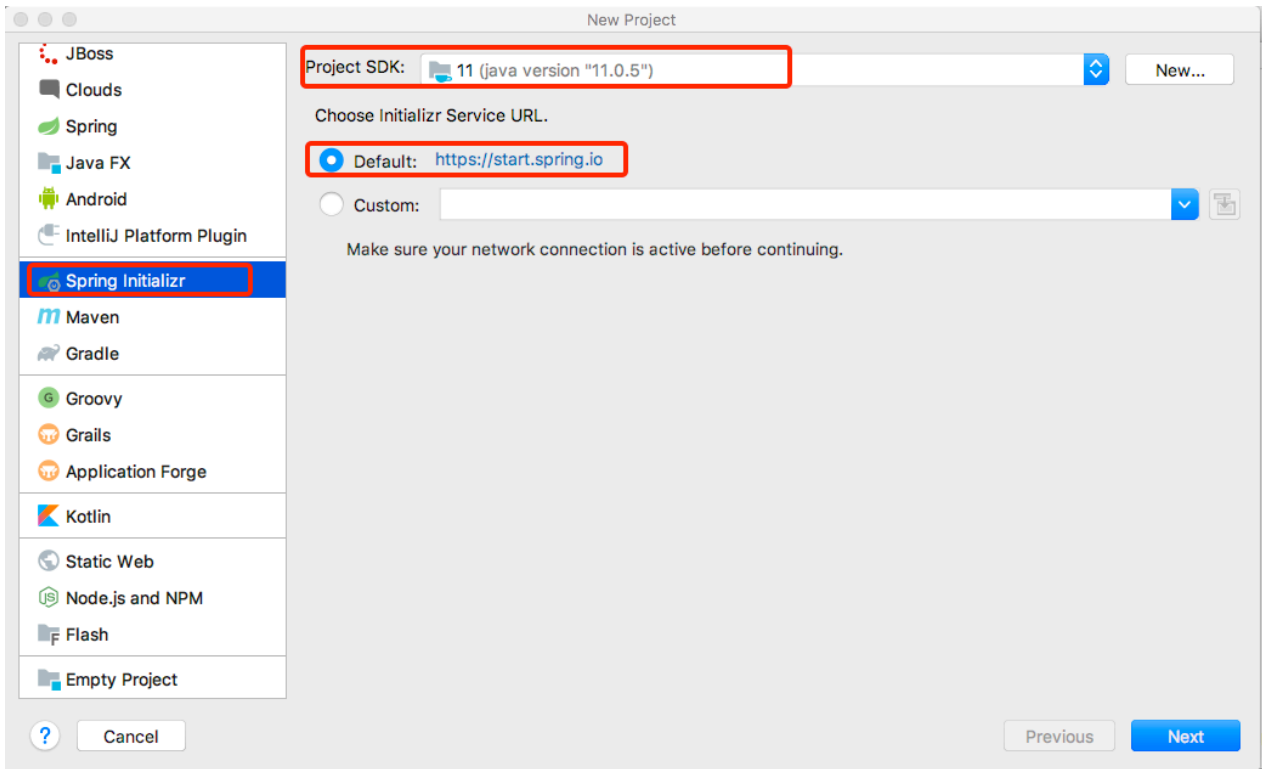 New Project
JBoss
Clouds
Spring
Java FX
Android
IntelliJ Platform Plugin
Spring Initializr
Maven
Gradle
Groovy
Grails
Application Forge
Kotlin
Static Web
Node.js and NPM
Flash
Empty Project
Project SDK: 11 (java version "11.0.5") New...
Choose Initializr Service URL.
Default: https://start.spring.io
Custom:
Make sure your network connection is active before continuing.
? Cancel Previous Next